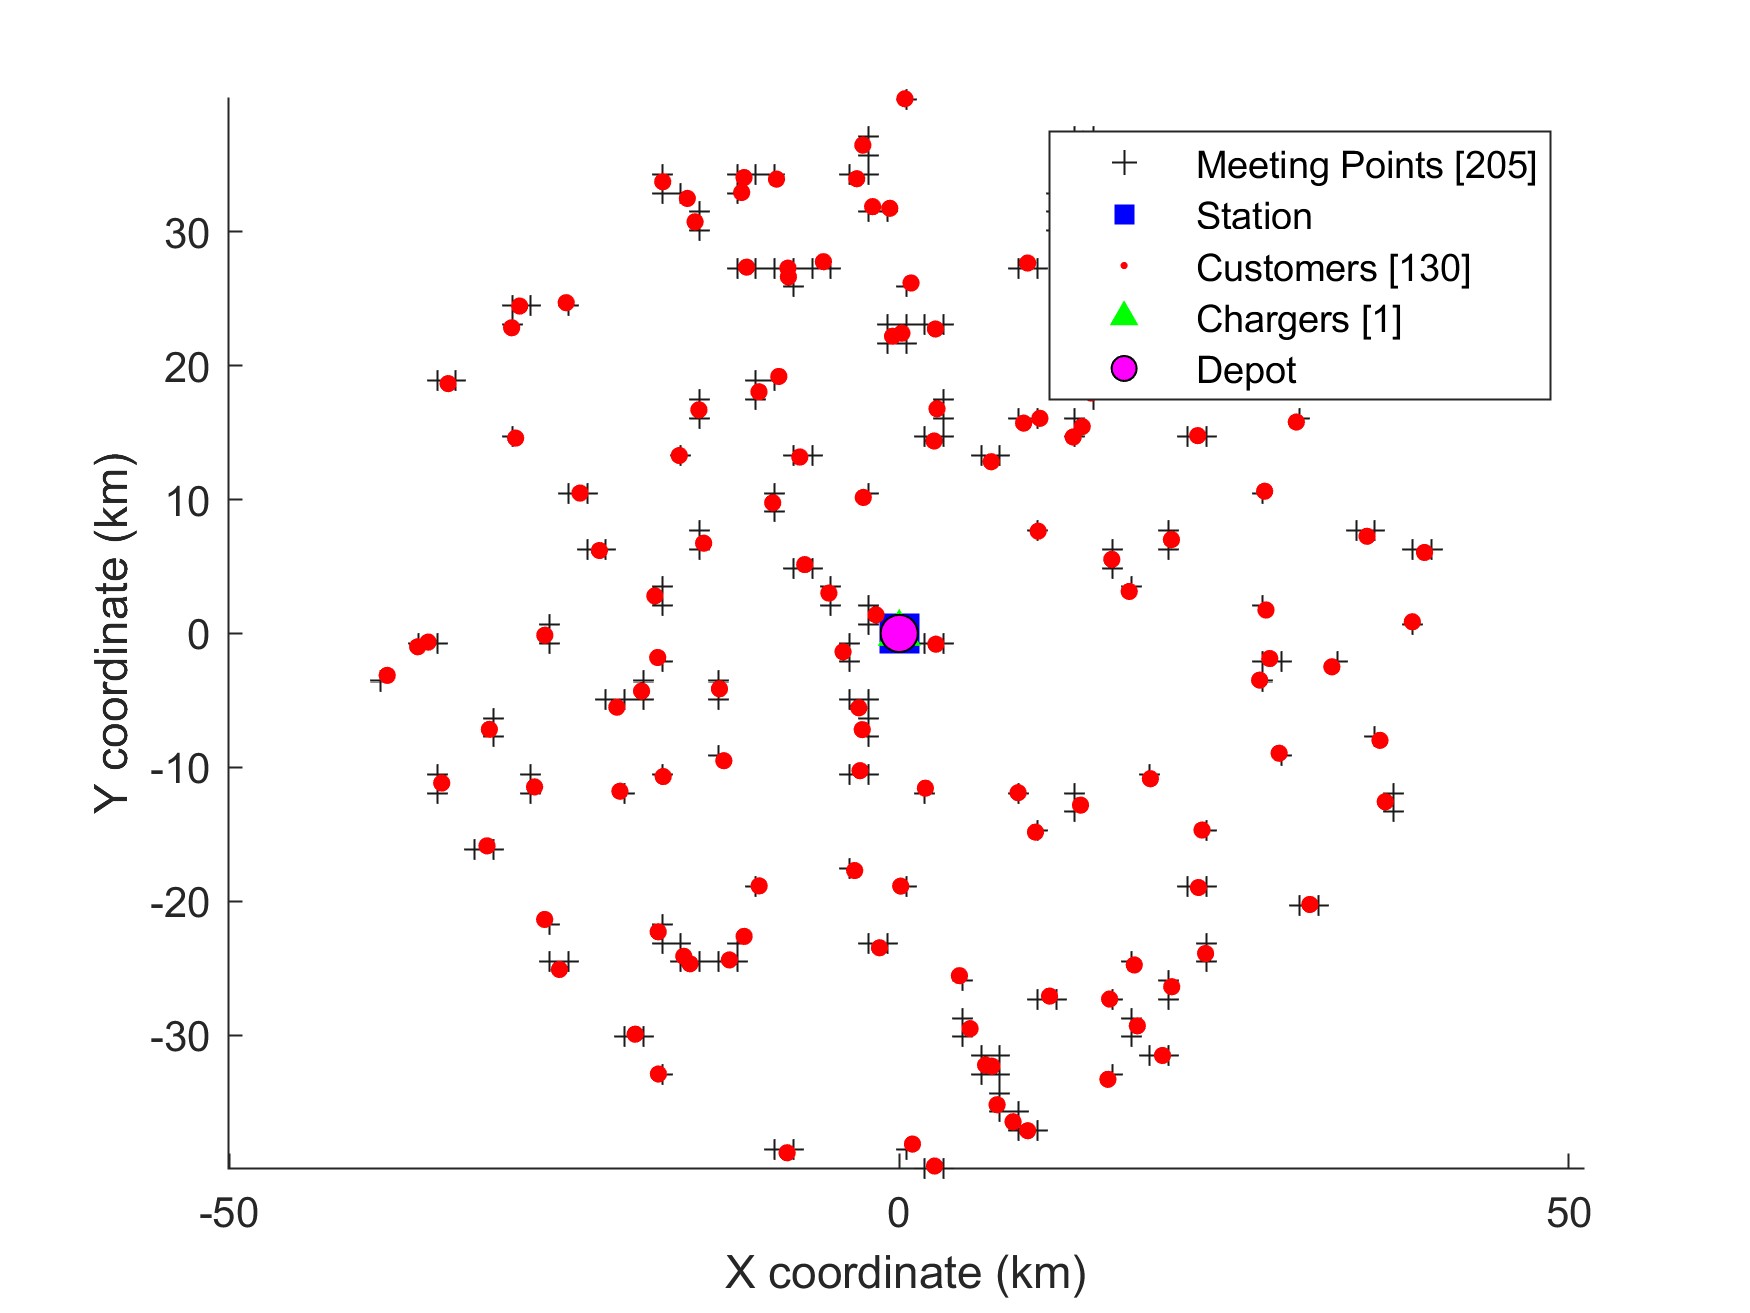 Meeting Points [205]
Station
Customers [130]
Chargers [1]
Depot
30
20
10
0
-10
-20
-30
Y coordinate (km)
-50 0 50
X coordinate (km)